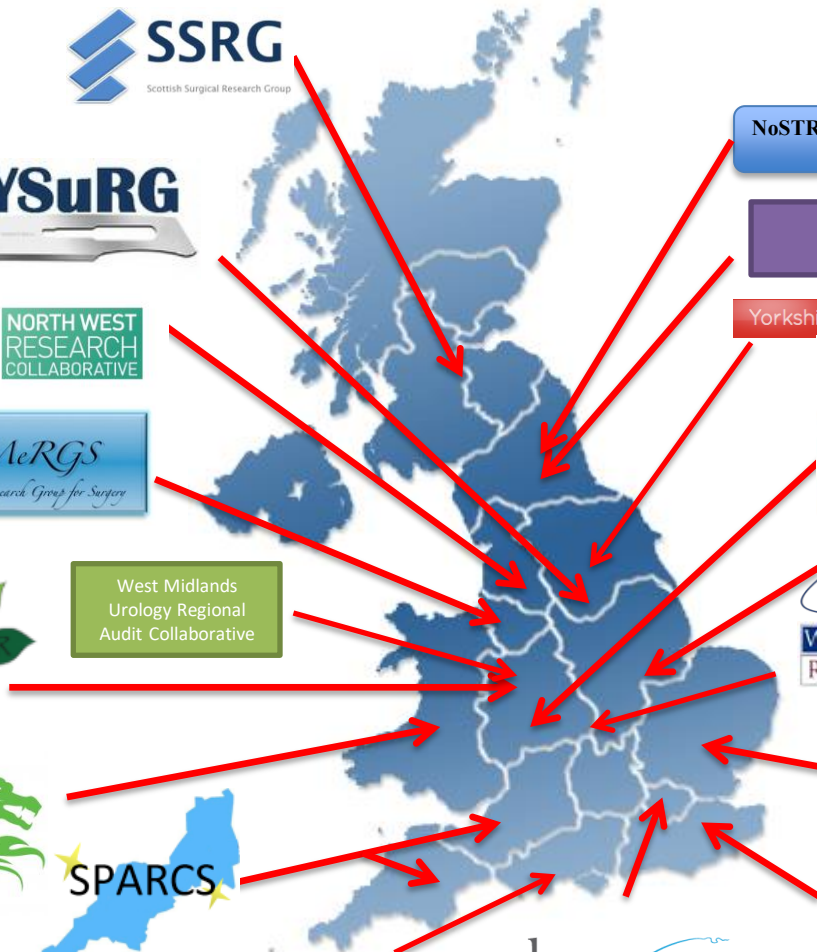 SSRG
Scottish Surgical Research Group
NoSTR
YSuRG
Yorkshi
NORTH WEST
RESEARCH
COLLABORATIVE
MeRGS
earch Group for Surgery
West Midlands
Urology Regional
Audit Collaborative
R
W
R
SPARCS